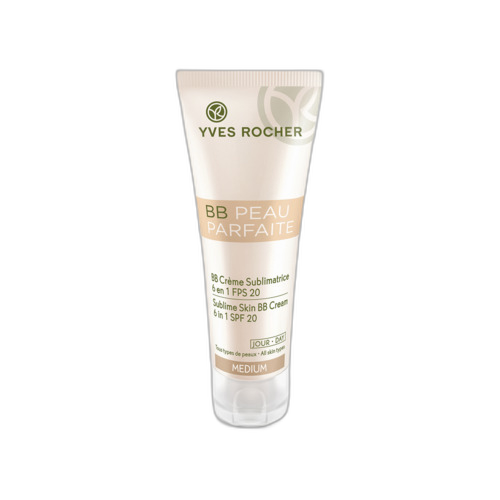 YVES ROCHER
BB PEAU
PARFAITE
BB Crème Sublimatrice
6 en 1 FPS 20
Sublime Skin BB Cream
6 in 1 SPF 20
JOUR - DAY
Tous types de peaux - All skin types
MEDIUM